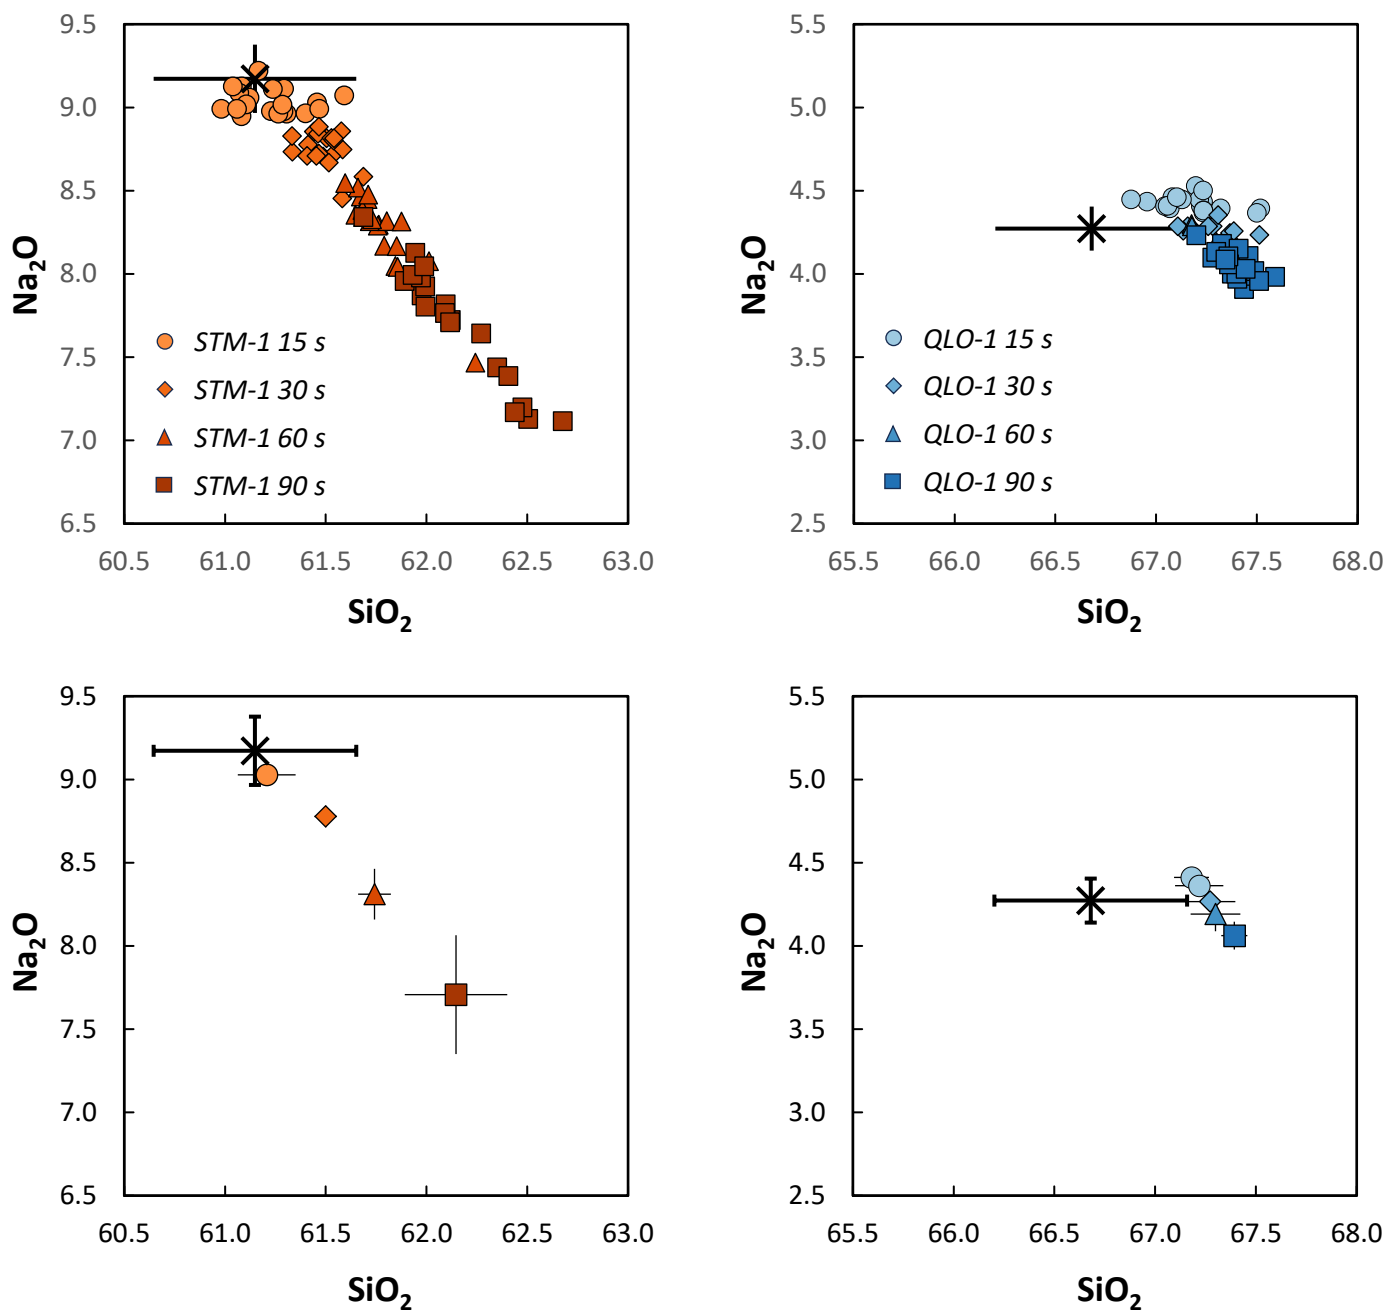 9.5
9.0
8.5
8.0
7.5
7.0
6.5
Na₂O
STM-1 15 s
STM-1 30 s
STM-1 60 s
STM-1 90 s
60.5 61.0 61.5 62.0 62.5 63.0
SiO₂
5.5
5.0
4.5
4.0
3.5
3.0
2.5
Na₂O
QLO-1 15 s
QLO-1 30 s
QLO-1 60 s
QLO-1 90 s
65.5 66.0 66.5 67.0 67.5 68.0
SiO₂
9.5
9.0
8.5
8.0
7.5
7.0
6.5
Na₂O
60.5 61.0 61.5 62.0 62.5 63.0
SiO₂
5.5
5.0
4.5
4.0
3.5
3.0
2.5
Na₂O
65.5 66.0 66.5 67.0 67.5 68.0
SiO₂